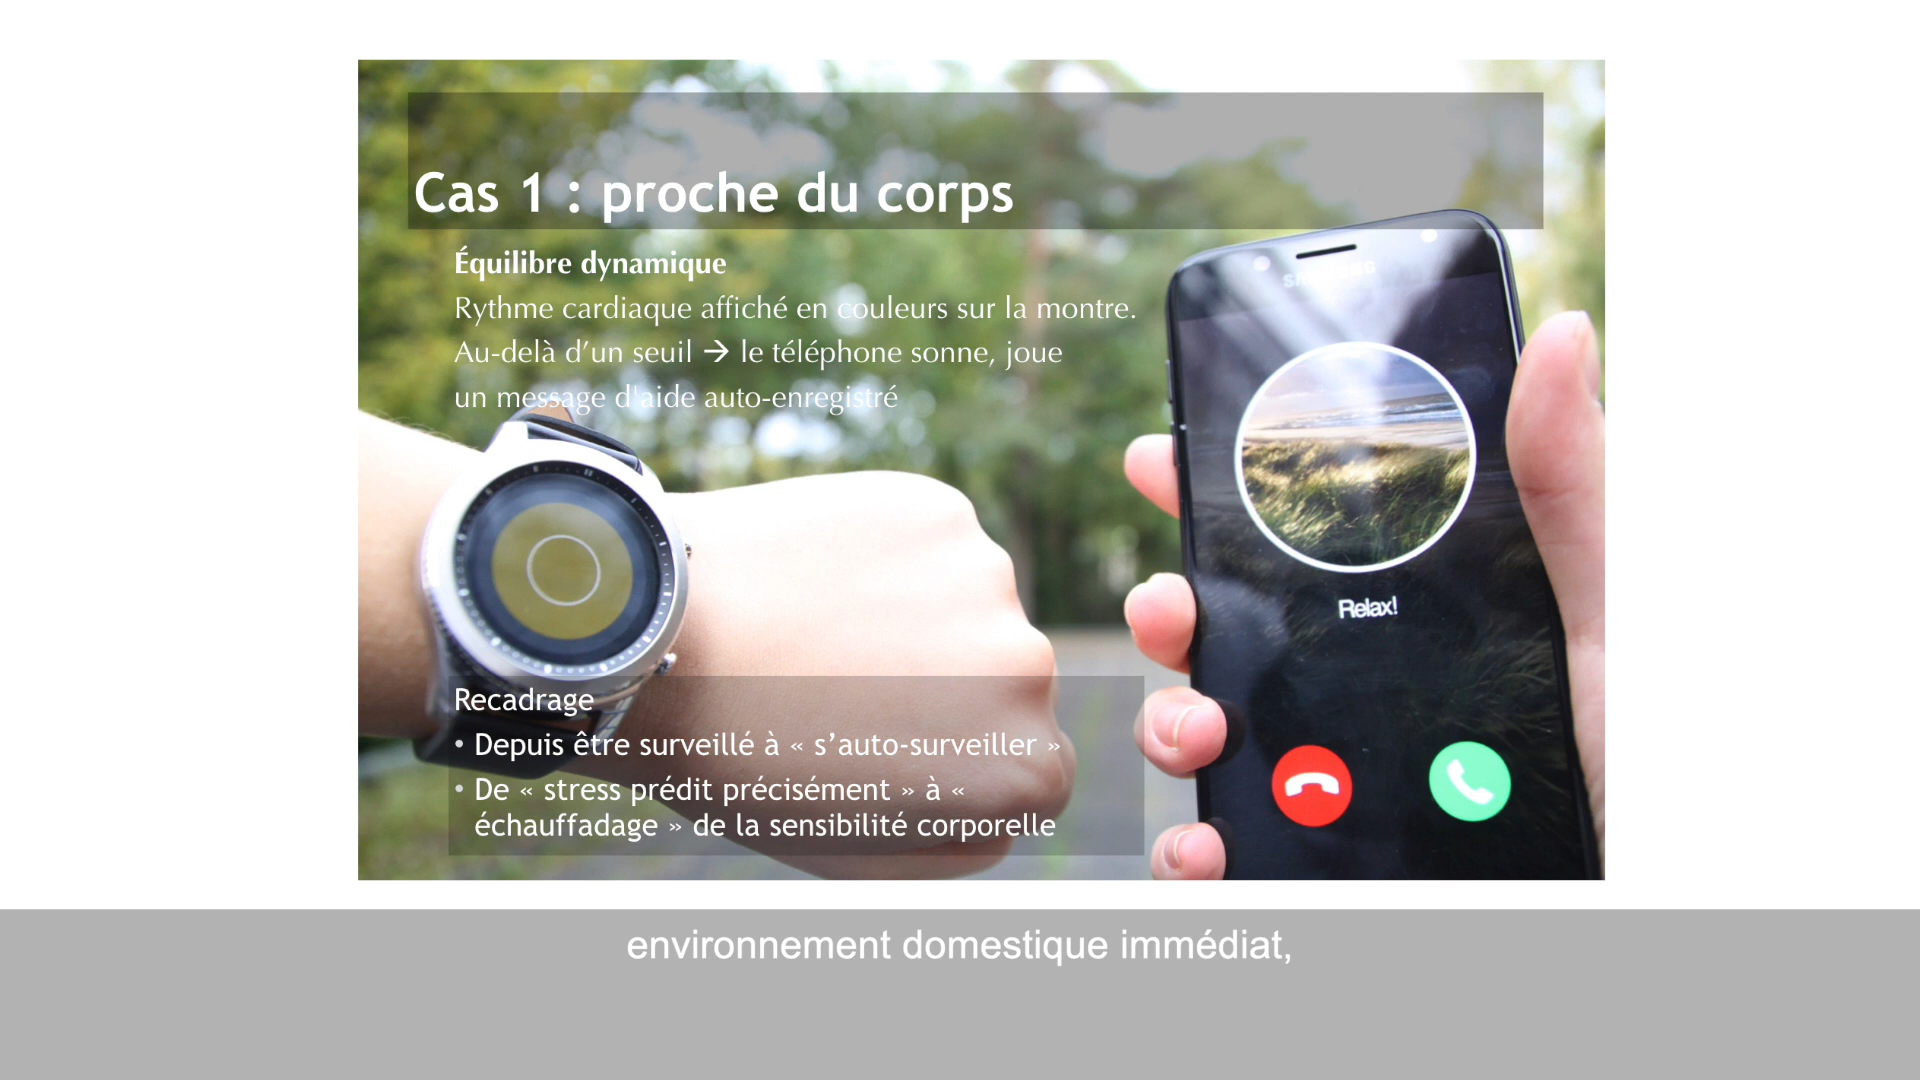 Cas 1 : proche du corps
Équilibre dynamique
Rythme cardiaque affiché en couleurs sur la montre.
Au-delà d’un seuil → le téléphone sonne, joue
un message d'aide auto-enregistré
SAMSUNG
Relax!
Recadrage
• Depuis être surveillé à « s’auto-surveiller »
• De « stress prédit précisément » à «
échauffadage » de la sensibilité corporelle
environnement domestique immédiat,